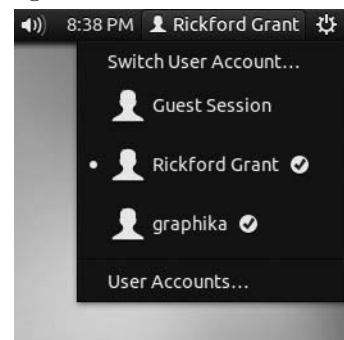 8:38 PM Rickford Grant
Switch User Account...
Guest Session
Rickford Grant
graphika
User Accounts...